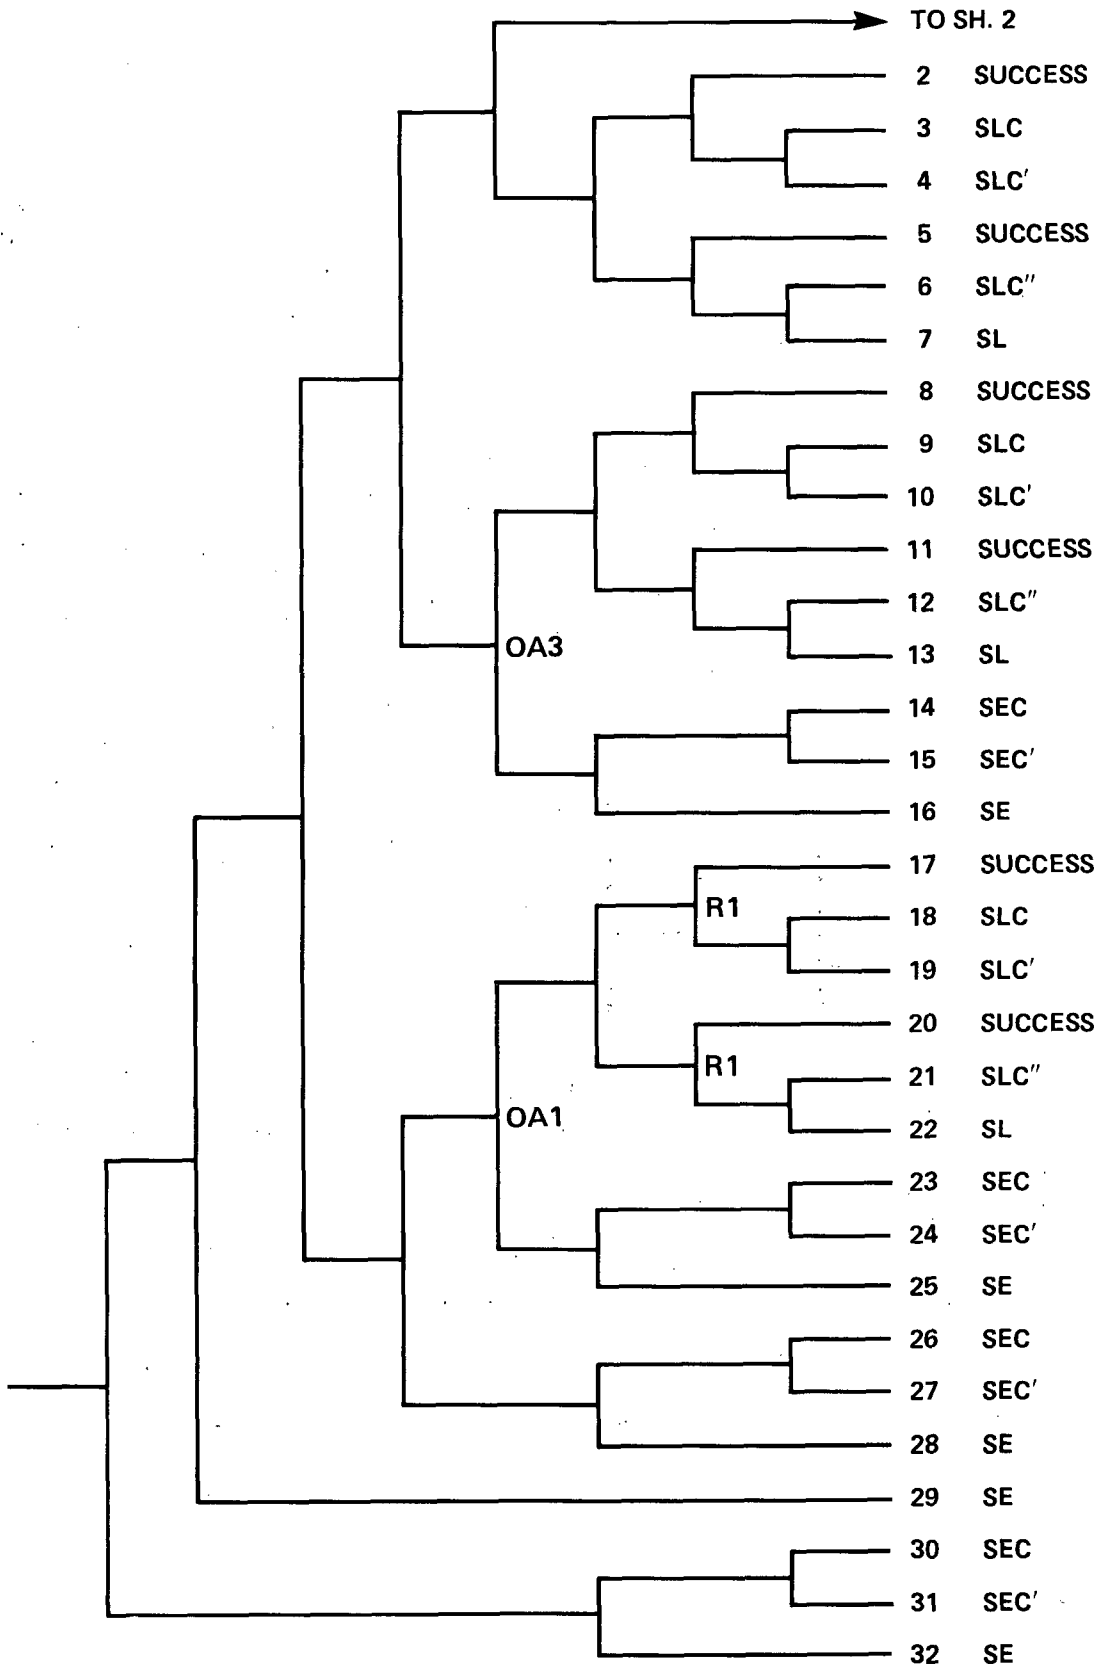 TO SH. 2
2 SUCCESS
3 SLC
4 SLC′
5 SUCCESS
6 SLC″
7 SL
8 SUCCESS
9 SLC
10 SLC′
11 SUCCESS
12 SLC″
OA3
13 SL
14 SEC
15 SEC′
16 SE
17 SUCCESS
R1
18 SLC
19 SLC′
20 SUCCESS
R1
21 SLC″
OA1
22 SL
23 SEC
24 SEC′
25 SE
26 SEC
27 SEC′
28 SE
29 SE
30 SEC
31 SEC′
32 SE